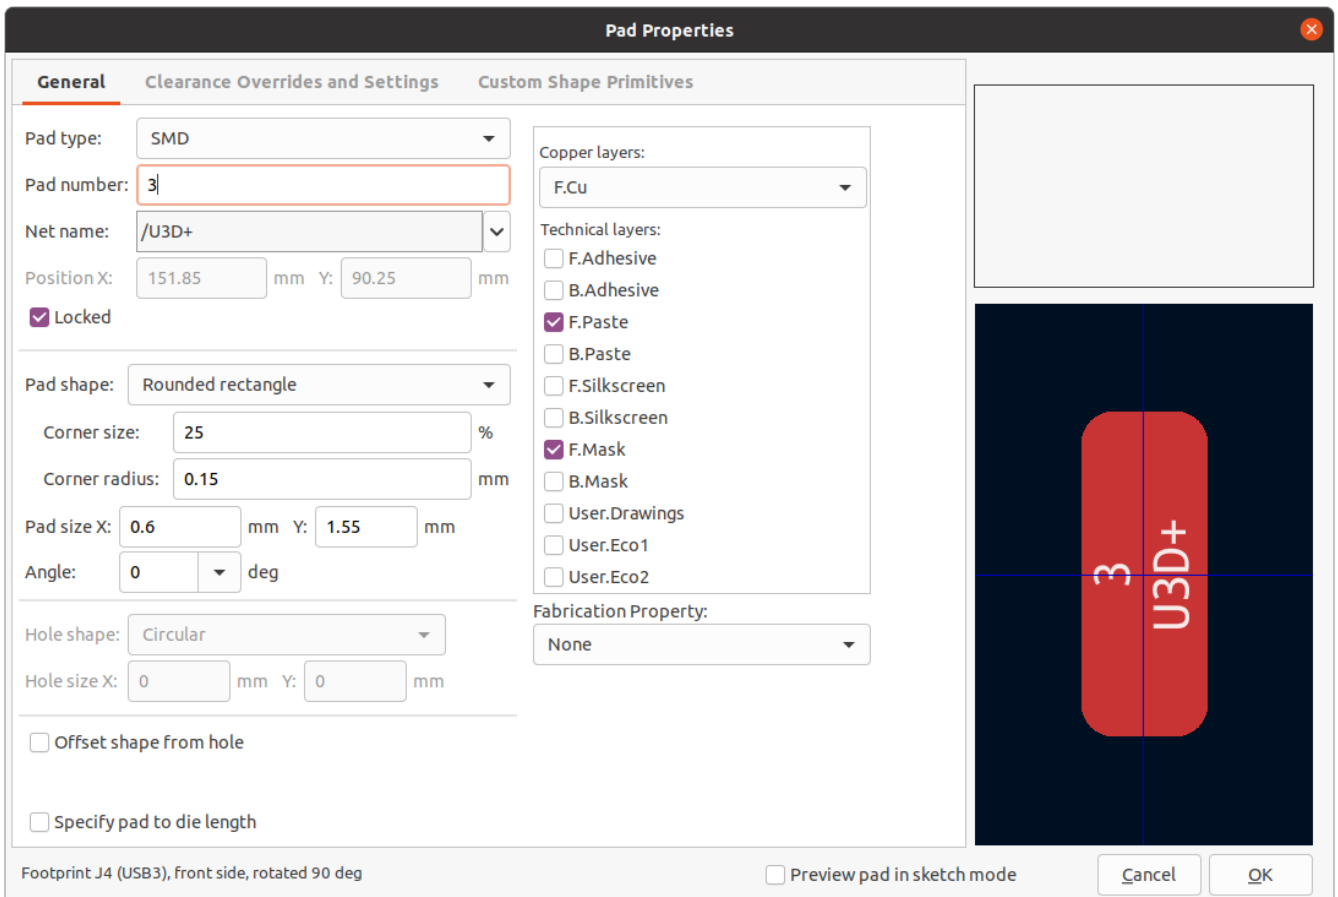 Pad Properties
General Clearance Overrides and Settings Custom Shape Primitives
Pad type: SMD
Pad number: 3
Net name: /U3D+
Position X: 151.85 mm Y: 90.25 mm
Locked
Pad shape: Rounded rectangle
Corner size: 25 %
Corner radius: 0.15 mm
Pad size X: 0.6 mm Y: 1.55 mm
Angle: 0 deg
Hole shape: Circular
Hole size X: 0 mm Y: 0 mm
Offset shape from hole
Specify pad to die length
Copper layers:
F.Cu
Technical layers:
F.Adhesive
B.Adhesive
F.Paste
B.Paste
F.Silkscreen
B.Silkscreen
F.Mask
B.Mask
User.Drawings
User.Eco1
User.Eco2
Fabrication Property:
None
3
U3D+
Footprint J4 (USB3), front side, rotated 90 deg
Preview pad in sketch mode
Cancel
OK